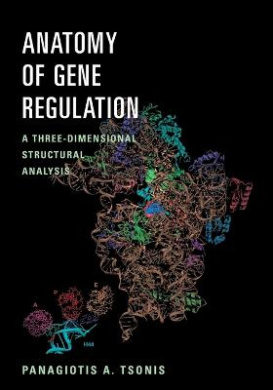 ANATOMY
OF GENE
REGULATION
A THREE-DIMENSIONAL
STRUCTURAL
ANALYSIS
A
P
E
PANAGIOTIS A. TSONIS